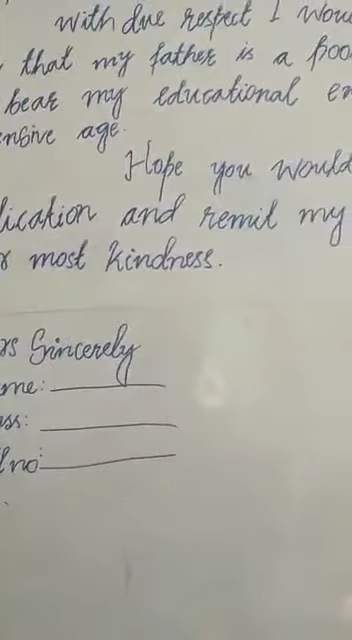 with due respect I wou
that my father is a poo
bear my educational en
ensive age.
Hope you would
lication and remit my
r most kindness.
rs Sincerely
me:
ss:
l no: